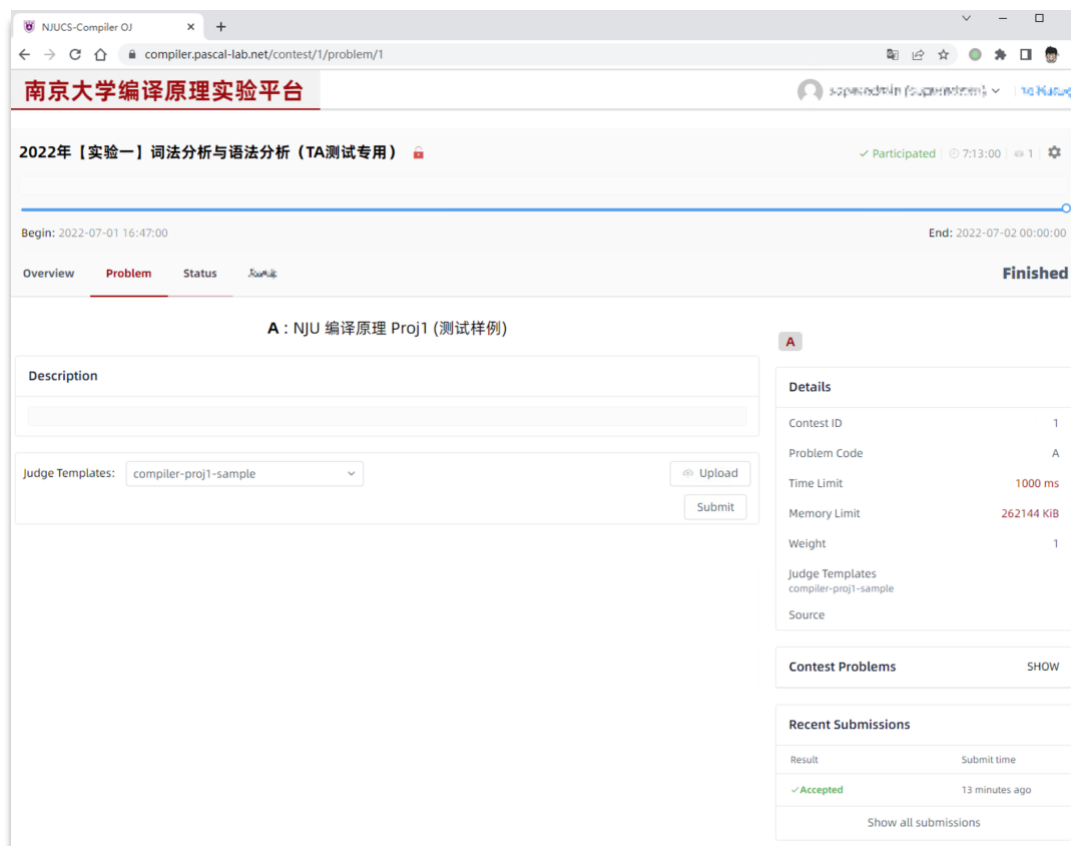 NJUCS-Compiler OJ
compiler.pascal-lab.net/contest/1/problem/1
南京大学编译原理实验平台
2022年【实验一】词法分析与语法分析（TA测试专用）
Participated 7:13:00 1
Begin: 2022-07-01 16:47:00 End: 2022-07-02 00:00:00
Overview Problem Status Finished
A : NJU 编译原理 Proj1 (测试样例)
A
Description
Details
Contest ID 1
Problem Code A
Judge Templates: compiler-proj1-sample Upload
Time Limit 1000 ms
Submit
Memory Limit 262144 KiB
Weight 1
Judge Templates
compiler-proj1-sample
Source
Contest Problems SHOW
Recent Submissions
Result Submit time
Accepted 13 minutes ago
Show all submissions